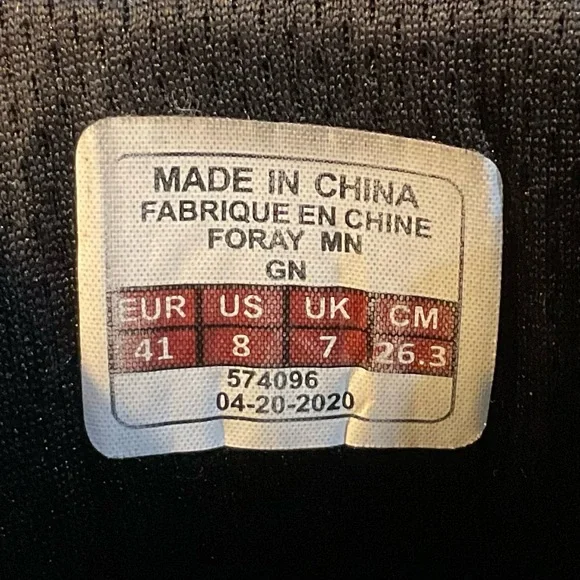 MADE IN CHINA
FABRIQUE EN CHINE
FORAY MN
GN
EUR US UK CM
41 8 7 26.3
574096
04-20-2020